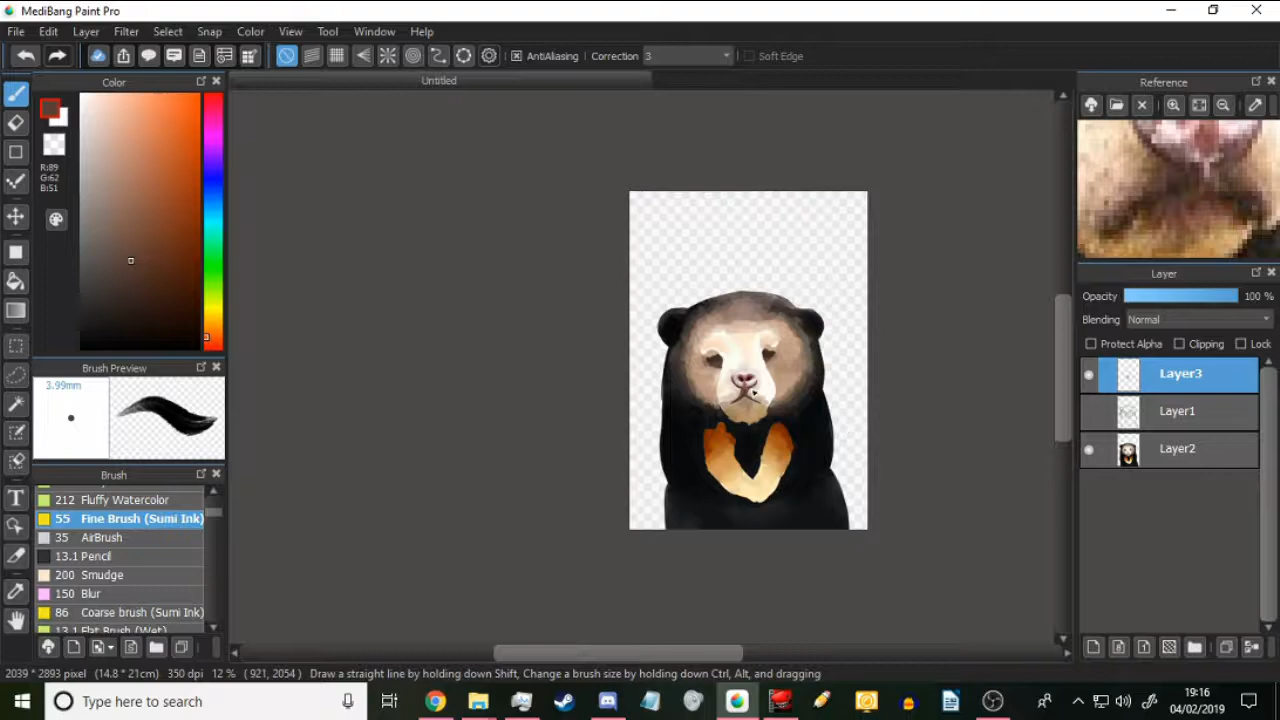 MediBang Paint Pro
File Edit Layer Filter Select Snap Color View Tool Window Help
AntiAliasing Correction 3 Soft Edge
Color
Untitled
Reference
R:89
G:62
B:51
Layer
Opacity 100 %
Blending Normal
Protect Alpha Clipping Lock
Brush Preview
3.99mm
Layer3
Layer1
Layer2
Brush
212 Fluffy Watercolor
55 Fine Brush (Sumi Ink)
35 AirBrush
13.1 Pencil
200 Smudge
150 Blur
86 Coarse brush (Sumi Ink)
13.1 Flat Brush (Wet)
2039 * 2893 pixel (14.8 * 21cm) 350 dpi 12 % (921, 2054) Draw a straight line by holding down Shift, Change a brush size by holding down Ctrl, Alt, and dragging
Type here to search
19:16
04/02/2019